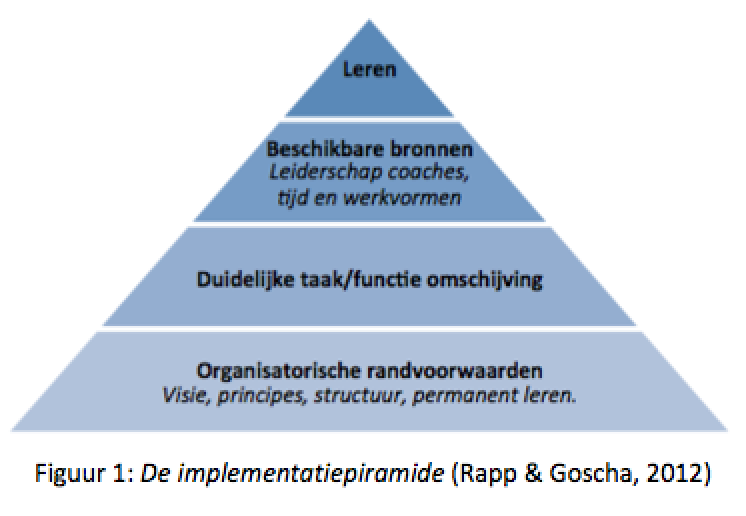 Leren
Beschikbare bronnen
Leiderschap coaches,
tijd en werkvormen
Duidelijke taak/functie omschijving
Organisatorische randvoorwaarden
Visie, principes, structuur, permanent leren.
Figuur 1: De implementatiepiramide (Rapp & Goscha, 2012)